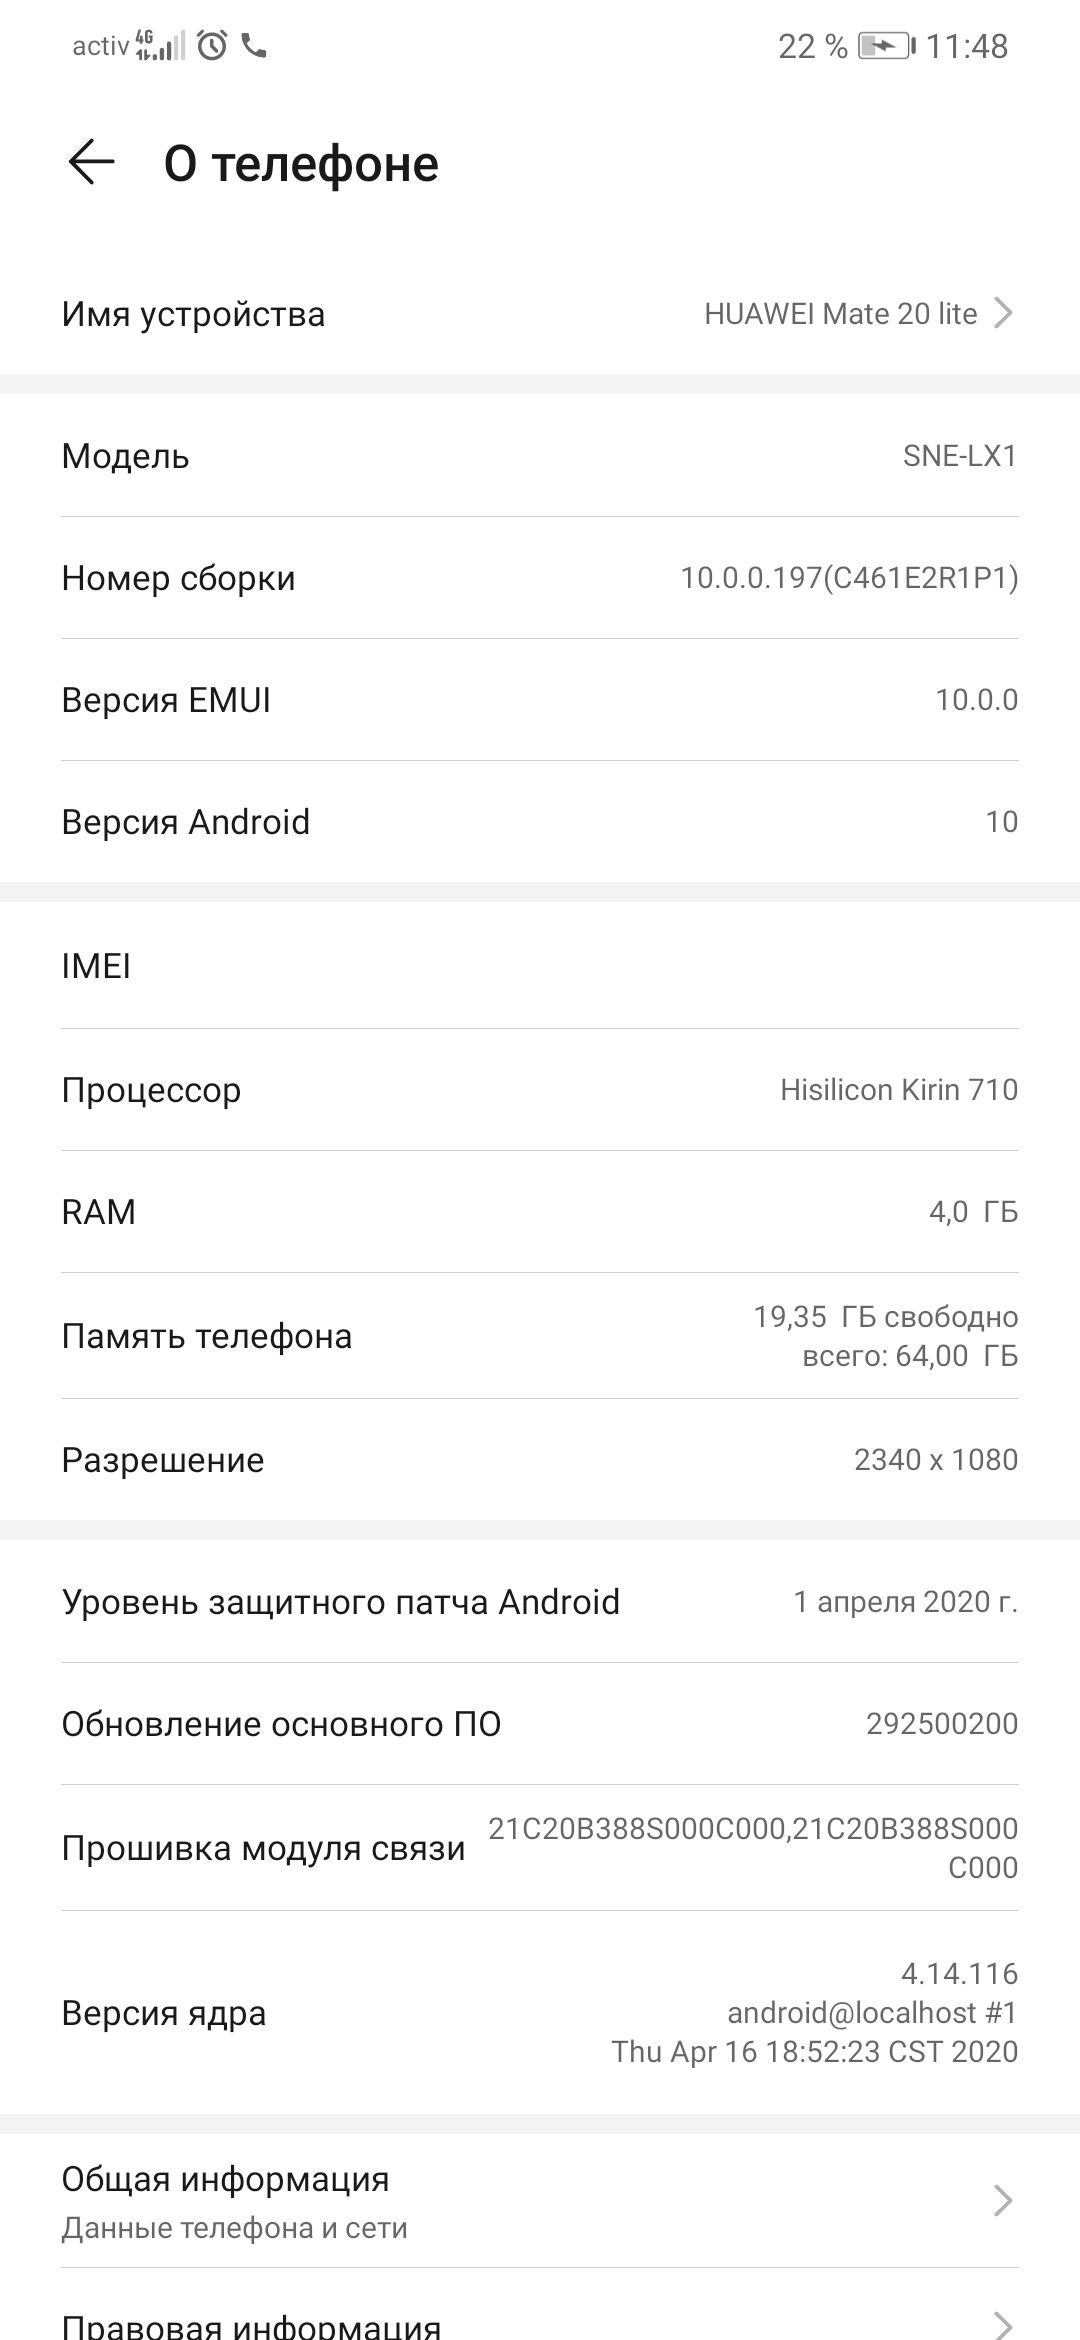 activ 4G 22 % 11:48
О телефоне
Имя устройства HUAWEI Mate 20 lite
Модель SNE-LX1
Номер сборки 10.0.0.197(C461E2R1P1)
Версия EMUI 10.0.0
Версия Android 10
IMEI
Процессор Hisilicon Kirin 710
RAM 4,0 ГБ
Память телефона 19,35 ГБ свободно
всего: 64,00 ГБ
Разрешение 2340 x 1080
Уровень защитного патча Android 1 апреля 2020 г.
Обновление основного ПО 292500200
Прошивка модуля связи 21C20B388S000C000,21C20B388S000
C000
Версия ядра 4.14.116
android@localhost #1
Thu Apr 16 18:52:23 CST 2020
Общая информация
Данные телефона и сети
Правовая информация